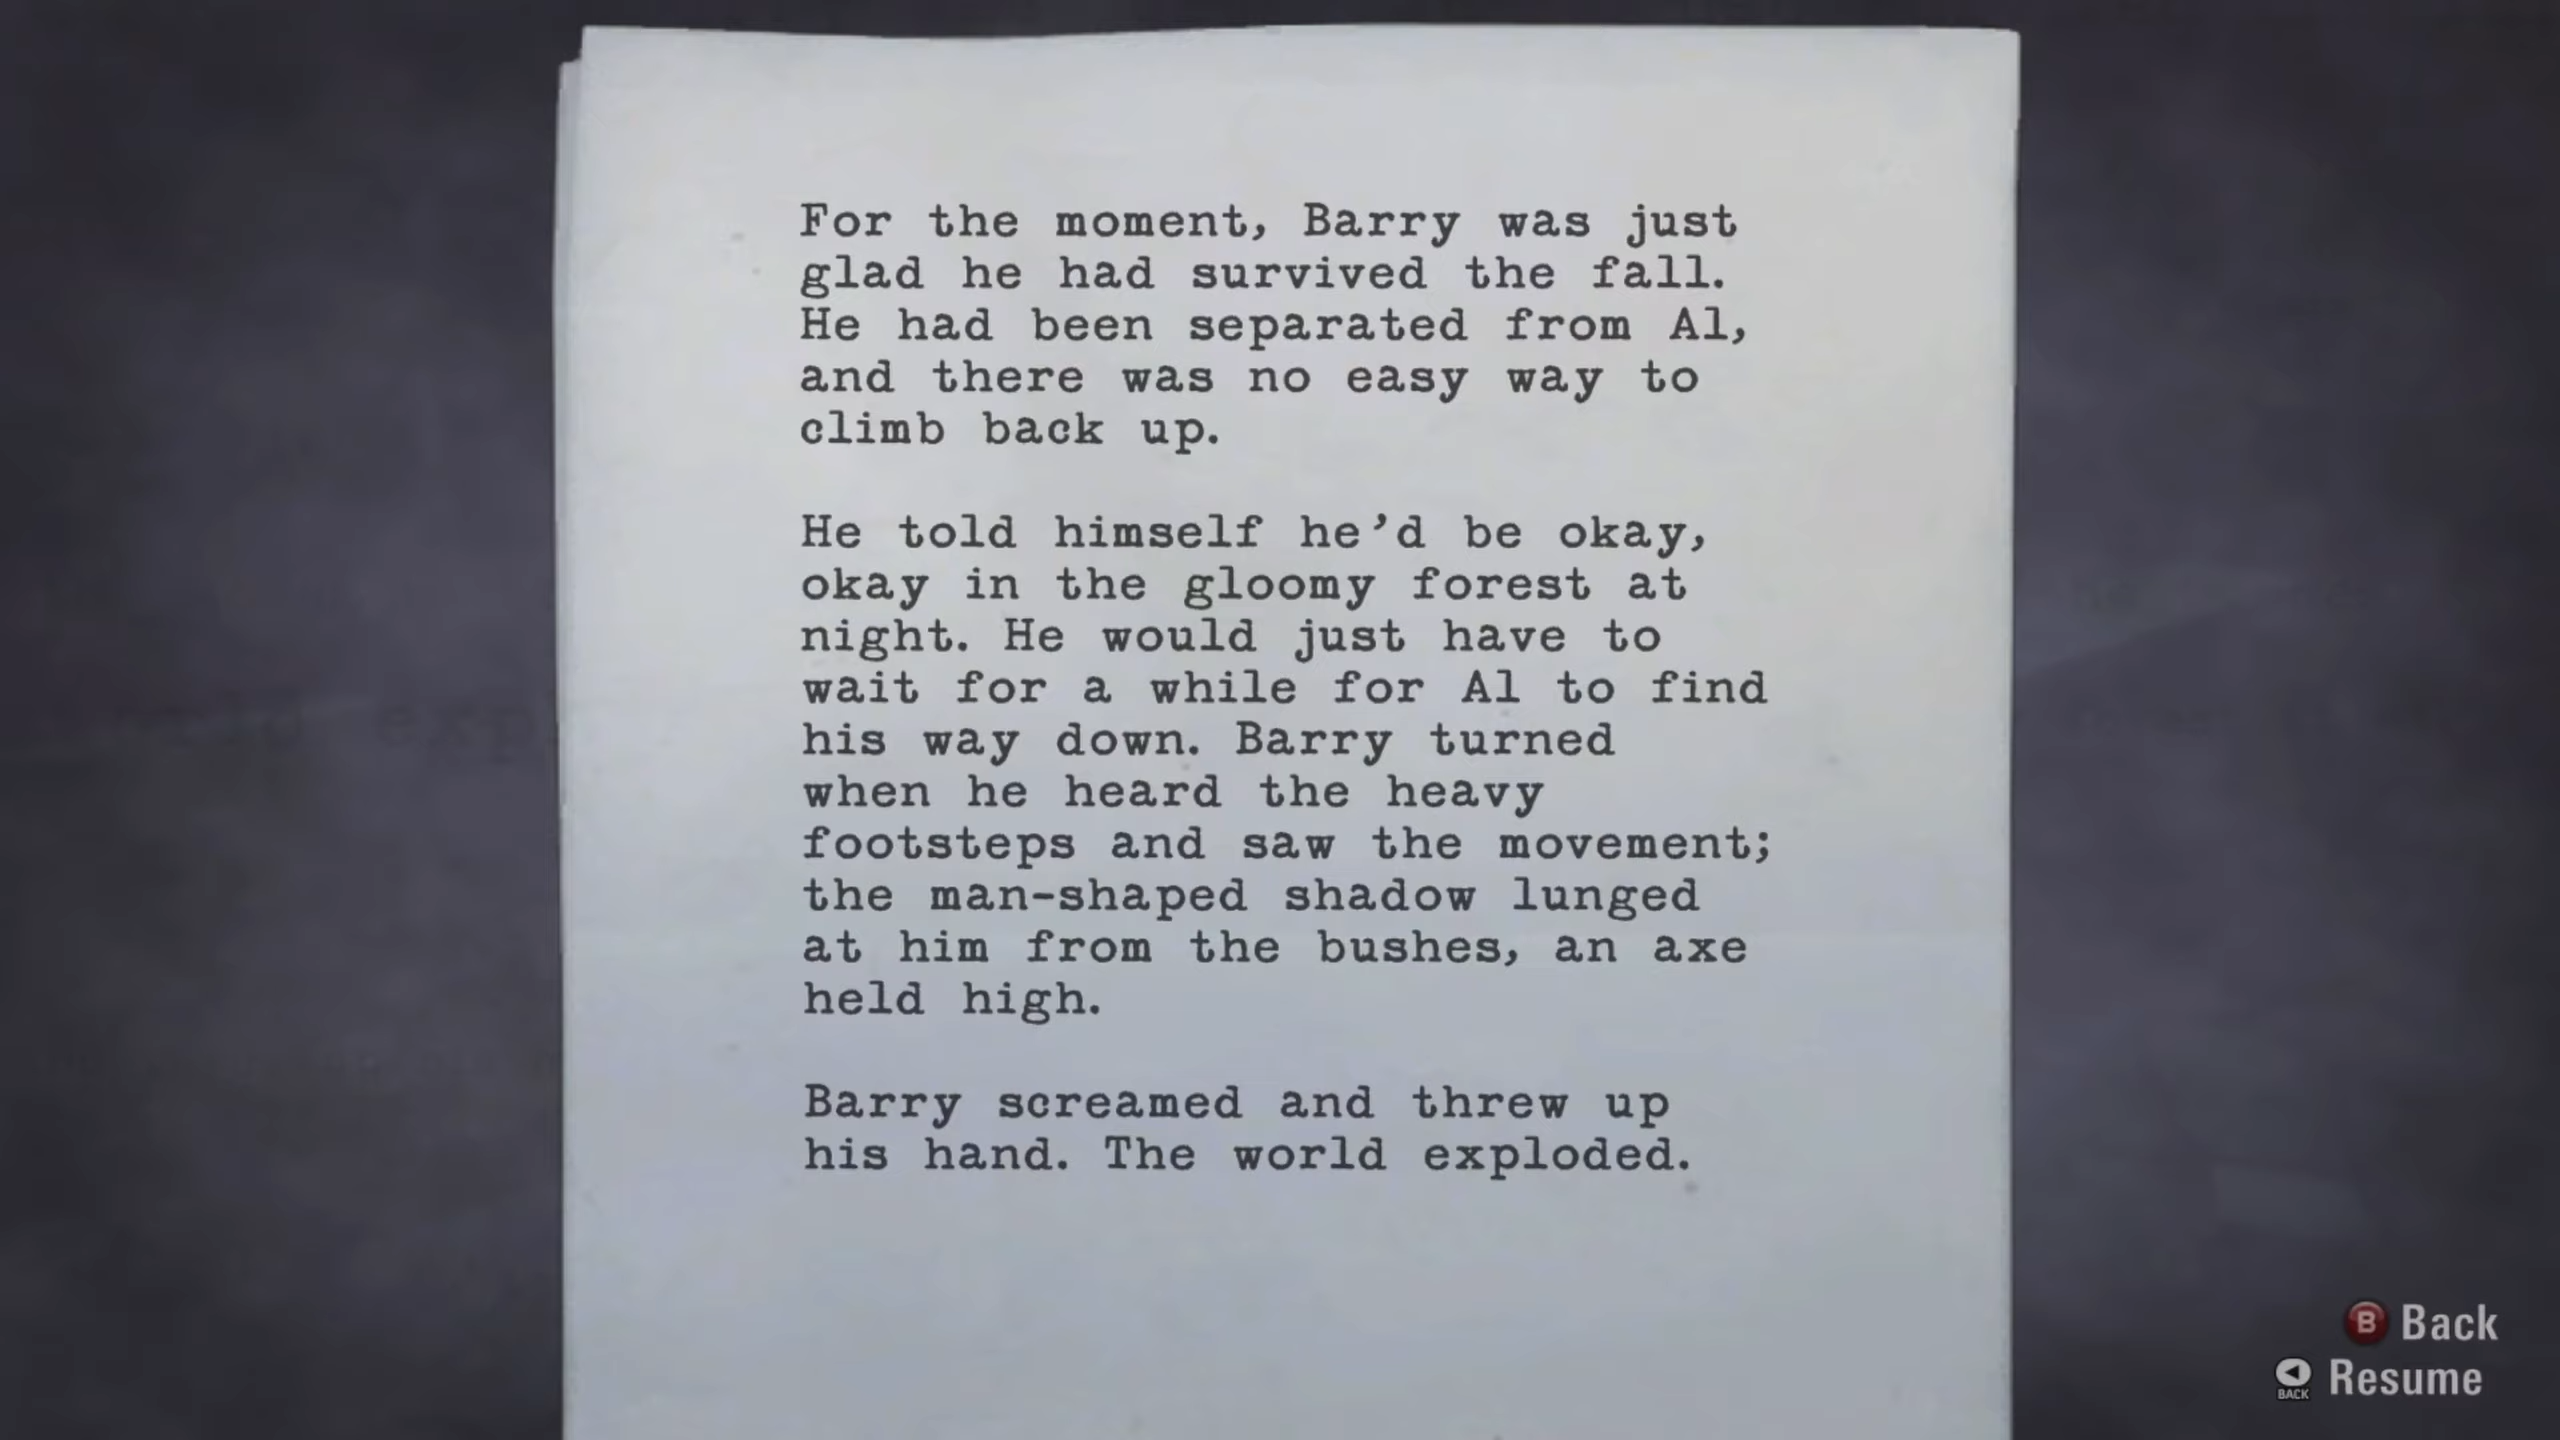 For the moment, Barry was just
glad he had survived the fall.
He had been separated from Al,
and there was no easy way to
climb back up.
He told himself he’d be okay,
okay in the gloomy forest at
night. He would just have to
wait for a while for Al to find
his way down. Barry turned
when he heard the heavy
footsteps and saw the movement;
the man-shaped shadow lunged
at him from the bushes, an axe
held high.
Barry screamed and threw up
his hand. The world exploded.
B Back
BACK Resume